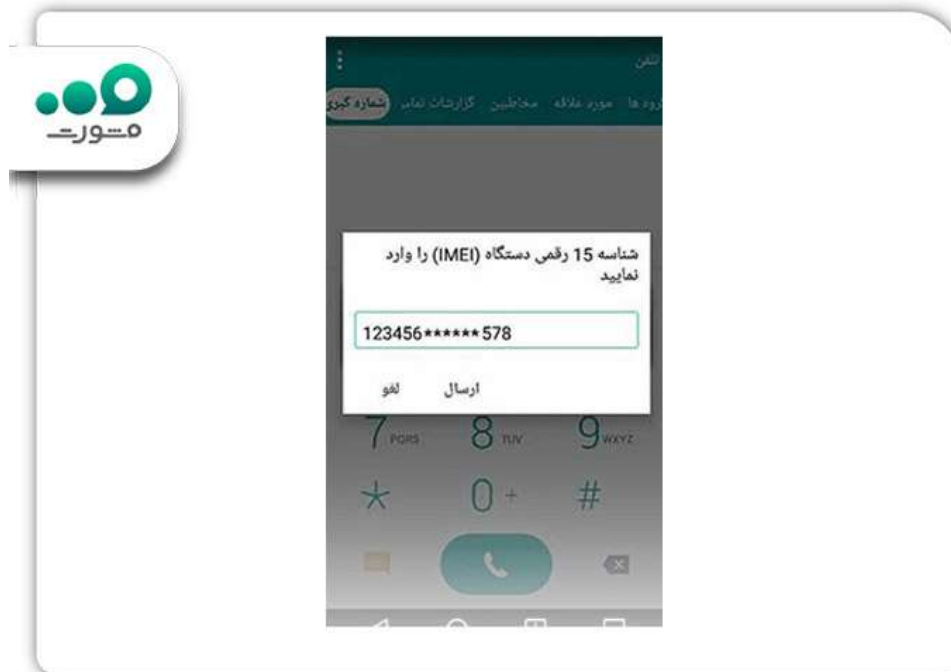 مشورت
تلفن
گروه ها مورد علاقه مخاطبین گزارشات تماس شماره گیری
شناسه 15 رقمی دستگاه (IMEI) را وارد
نمایید
123456******578
ارسال لغو
7 PQRS 8 TUV 9 WXYZ
* 0 + #